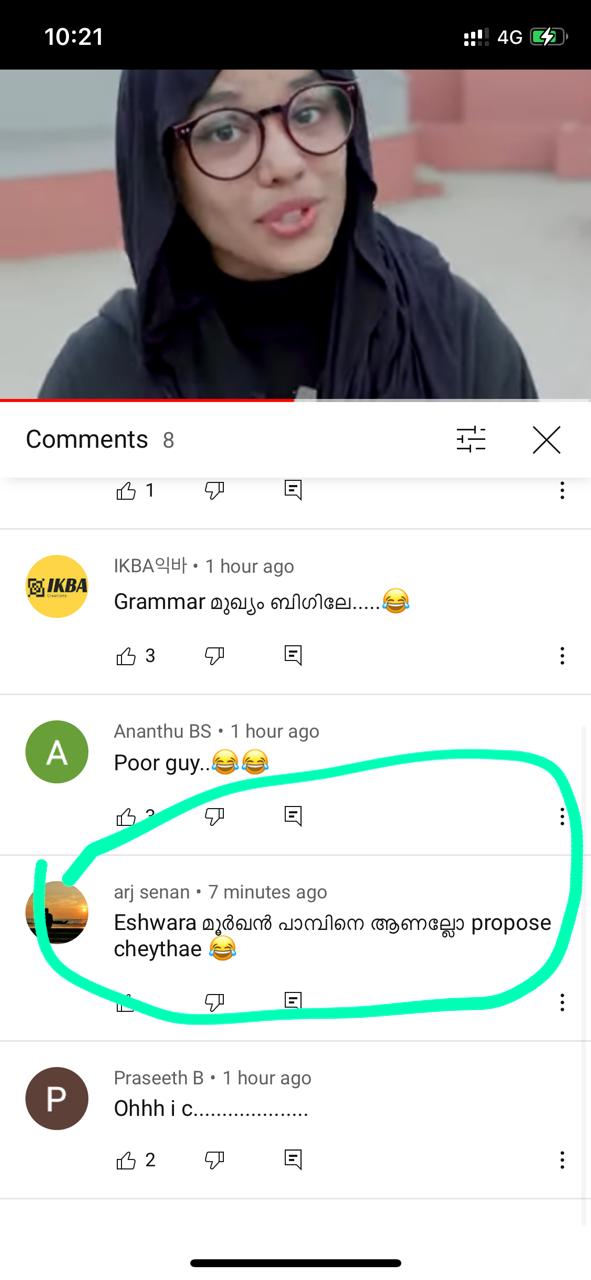 10:21
4G
Comments 8
1
IKBA익바 • 1 hour ago
IKBA
Creations
Grammar മുഖ്യം ബിഗിലേ.....😂
3
Ananthu BS • 1 hour ago
A
Poor guy..😂😂
3
arj senan • 7 minutes ago
Eshwara മൂർഖൻ പാമ്പിനെ ആണല്ലോ propose
cheythae 😂
Praseeth B • 1 hour ago
P
Ohhh i c....................
2